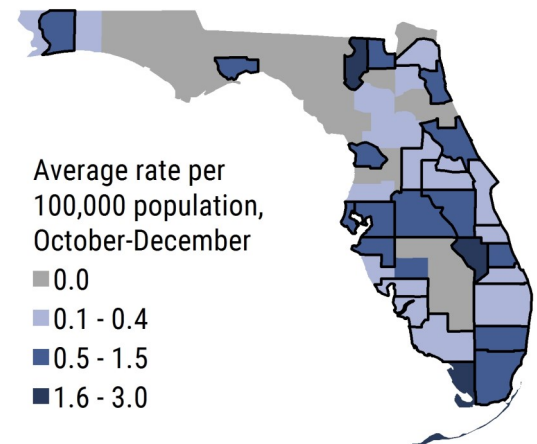 Average rate per
100,000 population,
October-December
0.0
0.1 - 0.4
0.5 - 1.5
1.6 - 3.0